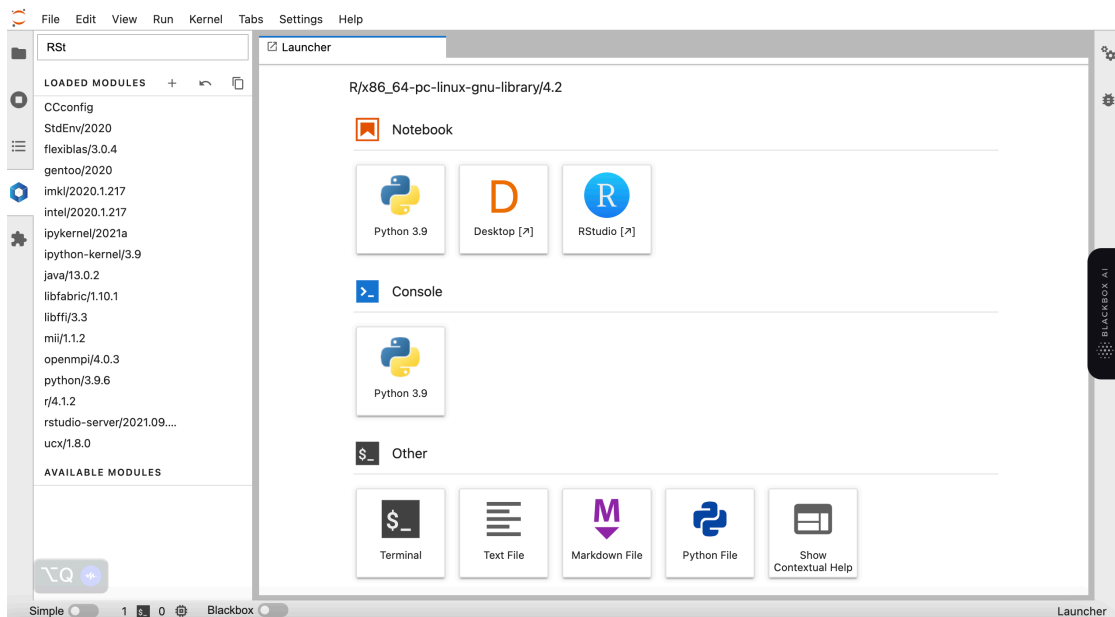 File Edit View Run Kernel Tabs Settings Help
RSt
LOADED MODULES
CCconfig
StdEnv/2020
flexiblas/3.0.4
gentoo/2020
imkl/2020.1.217
intel/2020.1.217
ipykernel/2021a
ipython-kernel/3.9
java/13.0.2
libfabric/1.10.1
libffi/3.3
mii/1.1.2
openmpi/4.0.3
python/3.9.6
r/4.1.2
rstudio-server/2021.09....
ucx/1.8.0
AVAILABLE MODULES
⌥Q
Launcher
R/x86_64-pc-linux-gnu-library/4.2
Notebook
Python 3.9
D
Desktop [↗]
R
RStudio [↗]
>_ Console
Python 3.9
$_ Other
$_
Terminal
Text File
M
Markdown File
Python File
Show
Contextual Help
BLACKBOX AI
Simple 1 $_ 0 Blackbox Launcher